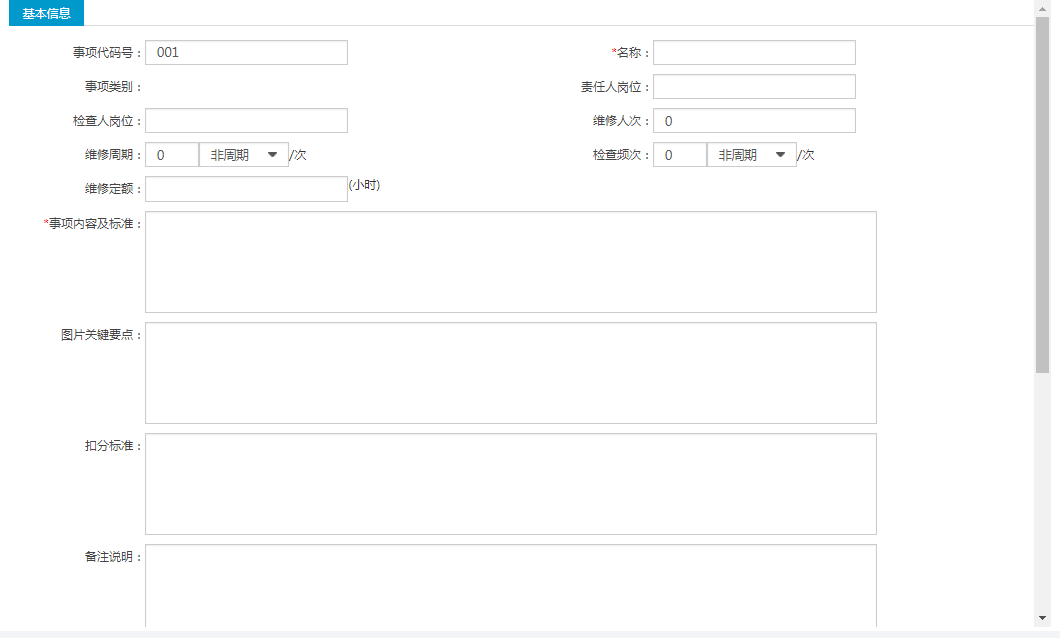 基本信息
事项代码号： 001 *名称：
事项类别： 责任人岗位：
检查人岗位： 维修人次： 0
维修周期： 0 非周期 /次 检查频次： 0 非周期 /次
维修定额： (小时)
*事项内容及标准：
图片关键要点：
扣分标准：
备注说明：